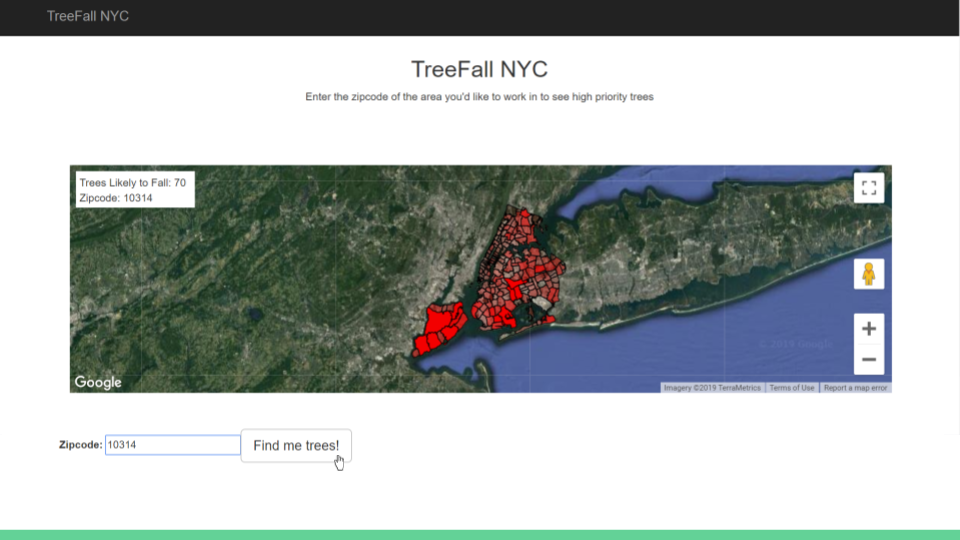 TreeFall NYC
TreeFall NYC
Enter the zipcode of the area you'd like to work in to see high priority trees
Trees Likely to Fall: 70
Zipcode: 10314
© 2019 Google
Google
Imagery ©2019 TerraMetrics
Terms of Use
Report a map error
Zipcode: 10314
Find me trees!